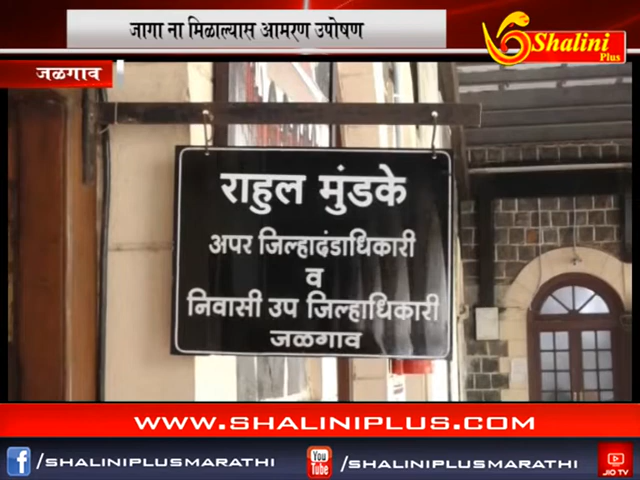 जागा ना मिळाल्यास आमरण उपोषण
Shalini
Plus
जळगाव
राहुल मुंडके
अपर जिल्हादंडाधिकारी
व
निवासी उप जिल्हाधिकारी
जळगाव
WWW.SHALINIPLUS.COM
f /SHALINIPLUSMARATHI
You Tube /SHALINIPLUSMARATHI
JIO TV